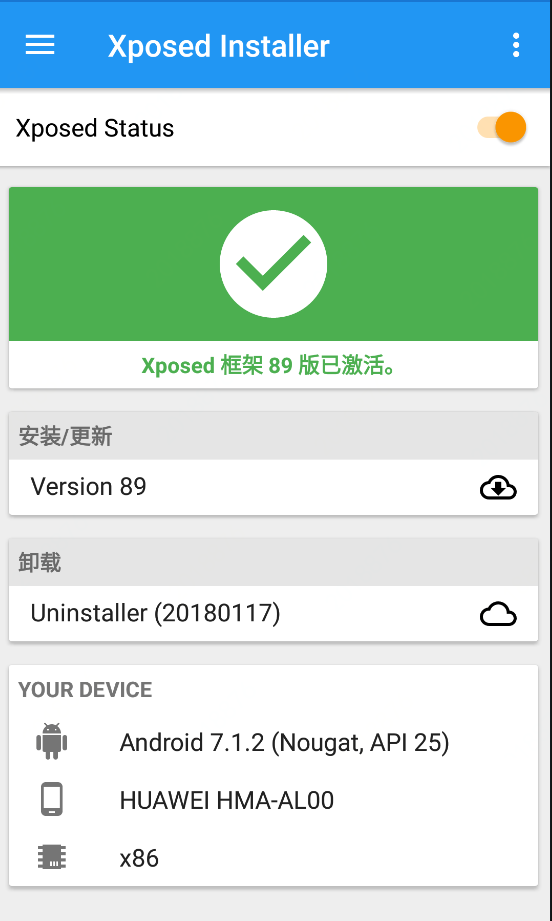 Xposed Installer
Xposed Status
Xposed 框架 89 版已激活。
安装/更新
Version 89
卸载
Uninstaller (20180117)
YOUR DEVICE
Android 7.1.2 (Nougat, API 25)
HUAWEI HMA-AL00
x86